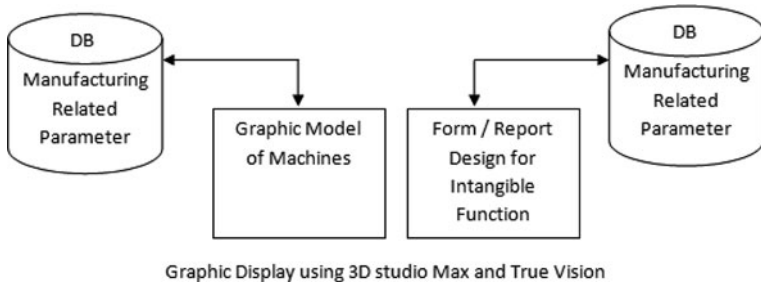 DB
Manufacturing
Related
Parameter
Graphic Model
of Machines
Form / Report
Design for
Intangible
Function
DB
Manufacturing
Related
Parameter
Graphic Display using 3D studio Max and True Vision